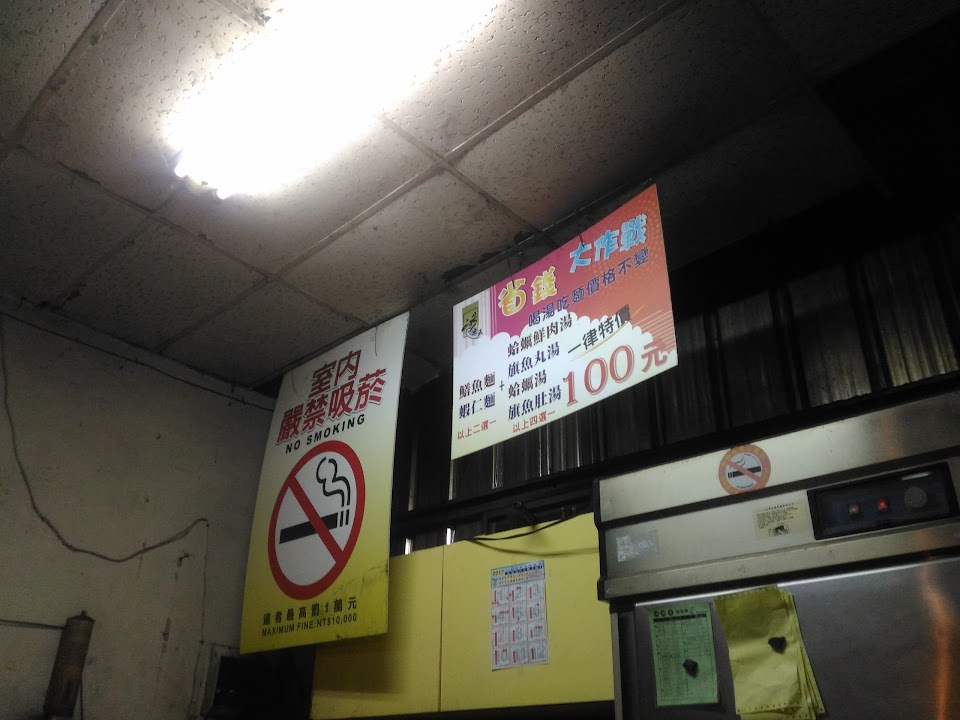 省錢 大作戰
喝湯吃麵價格不變
鱔魚麵
蝦仁麵
以上二選一
+
蛤蠣鮮肉湯
旗魚丸湯
蛤蠣湯
旗魚肚湯
以上四選一
一律特價
100元
室內
嚴禁吸菸
NO SMOKING
違者最高罰1萬元
MAXIMUM FINE:NT$10,000
2017